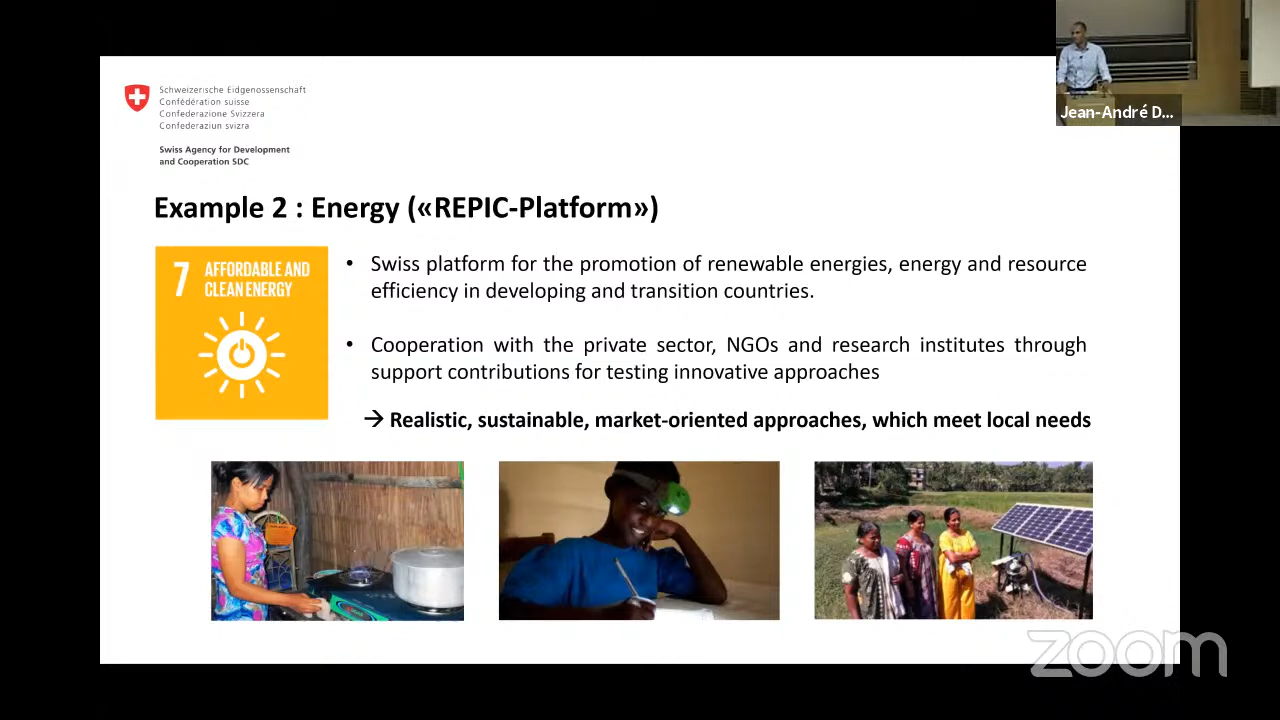 Jean-André D...
Schweizerische Eidgenossenschaft
Confédération suisse
Confederazione Svizzera
Confederaziun svizra
Swiss Agency for Development
and Cooperation SDC
Example 2 : Energy («REPIC-Platform»)
7 AFFORDABLE AND
CLEAN ENERGY
• Swiss platform for the promotion of renewable energies, energy and resource
efficiency in developing and transition countries.
• Cooperation with the private sector, NGOs and research institutes through
support contributions for testing innovative approaches
→ Realistic, sustainable, market-oriented approaches, which meet local needs
zoom